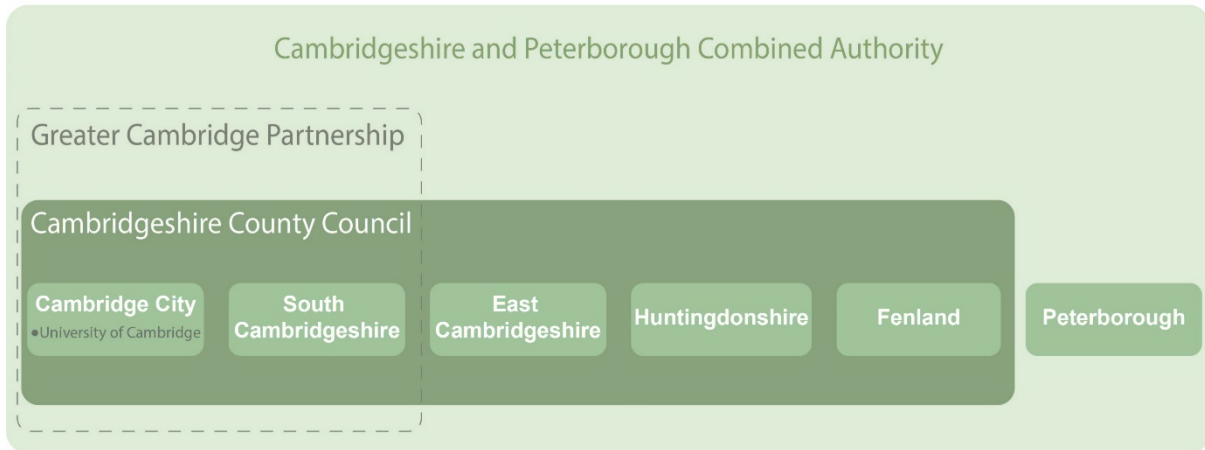 Cambridgeshire and Peterborough Combined Authority
Greater Cambridge Partnership
Cambridgeshire County Council
Cambridge City
•University of Cambridge
South
Cambridgeshire
East
Cambridgeshire
Huntingdonshire
Fenland
Peterborough